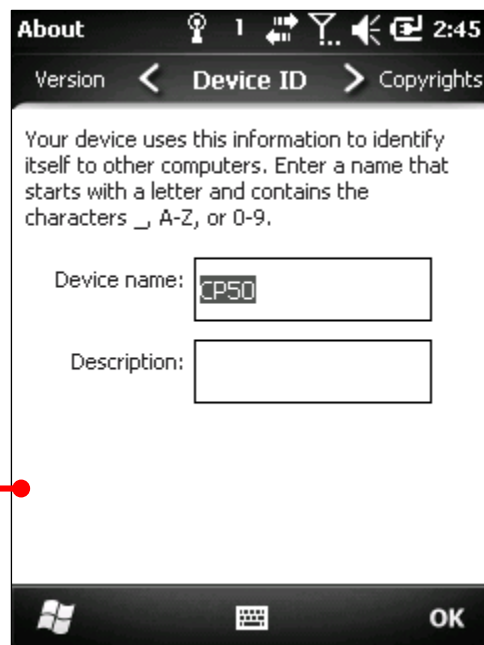 About 1 2:45
Version Device ID Copyrights
Your device uses this information to identify
itself to other computers. Enter a name that
starts with a letter and contains the
characters _, A-Z, or 0-9.
Device name: CP50
Description:
OK